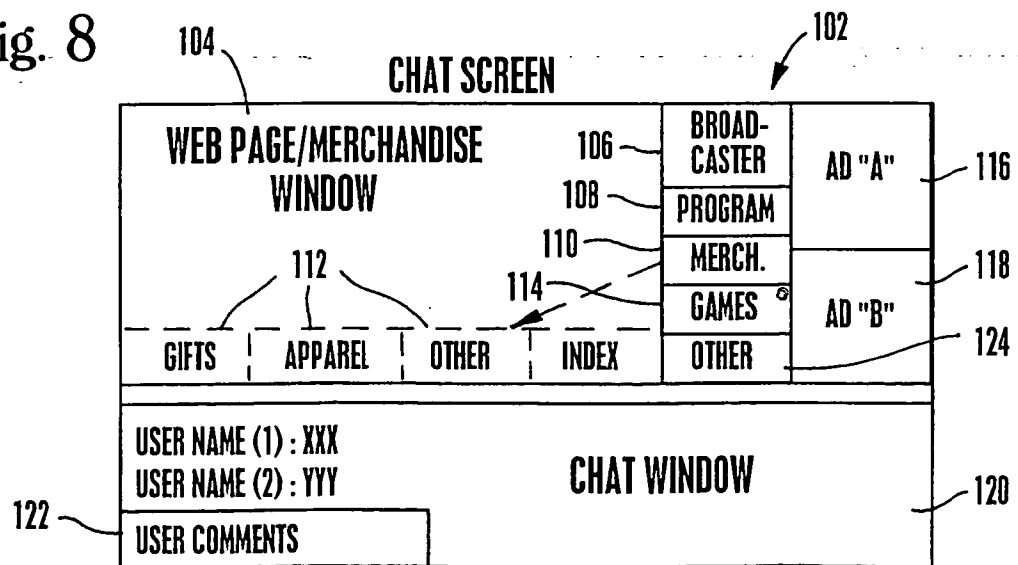 ig. 8
104
102
CHAT SCREEN
WEB PAGE/MERCHANDISE
WINDOW
106
BROAD-
CASTER
AD "A"
116
108
PROGRAM
110
MERCH.
118
112
114
GAMES
AD "B"
124
GIFTS
APPAREL
OTHER
INDEX
OTHER
USER NAME (1) : XXX
USER NAME (2) : YYY
CHAT WINDOW
120
122
USER COMMENTS